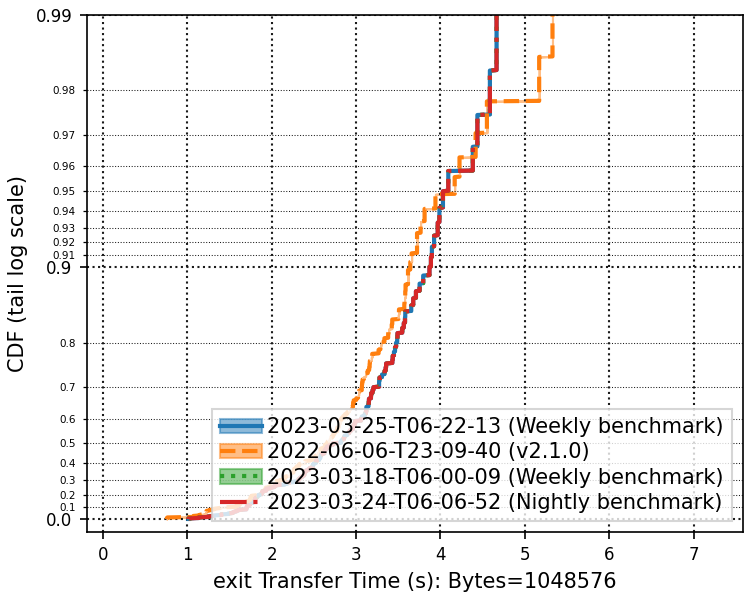 0.99
0.98
0.97
0.96
0.95
0.94
0.93
0.92
0.91
0.9
0.8
0.7
0.6
0.5
0.4
0.3
0.2
0.1
0.0
CDF (tail log scale)
2023-03-25-T06-22-13 (Weekly benchmark)
2022-06-06-T23-09-40 (v2.1.0)
2023-03-18-T06-00-09 (Weekly benchmark)
2023-03-24-T06-06-52 (Nightly benchmark)
0 1 2 3 4 5 6 7
exit Transfer Time (s): Bytes=1048576